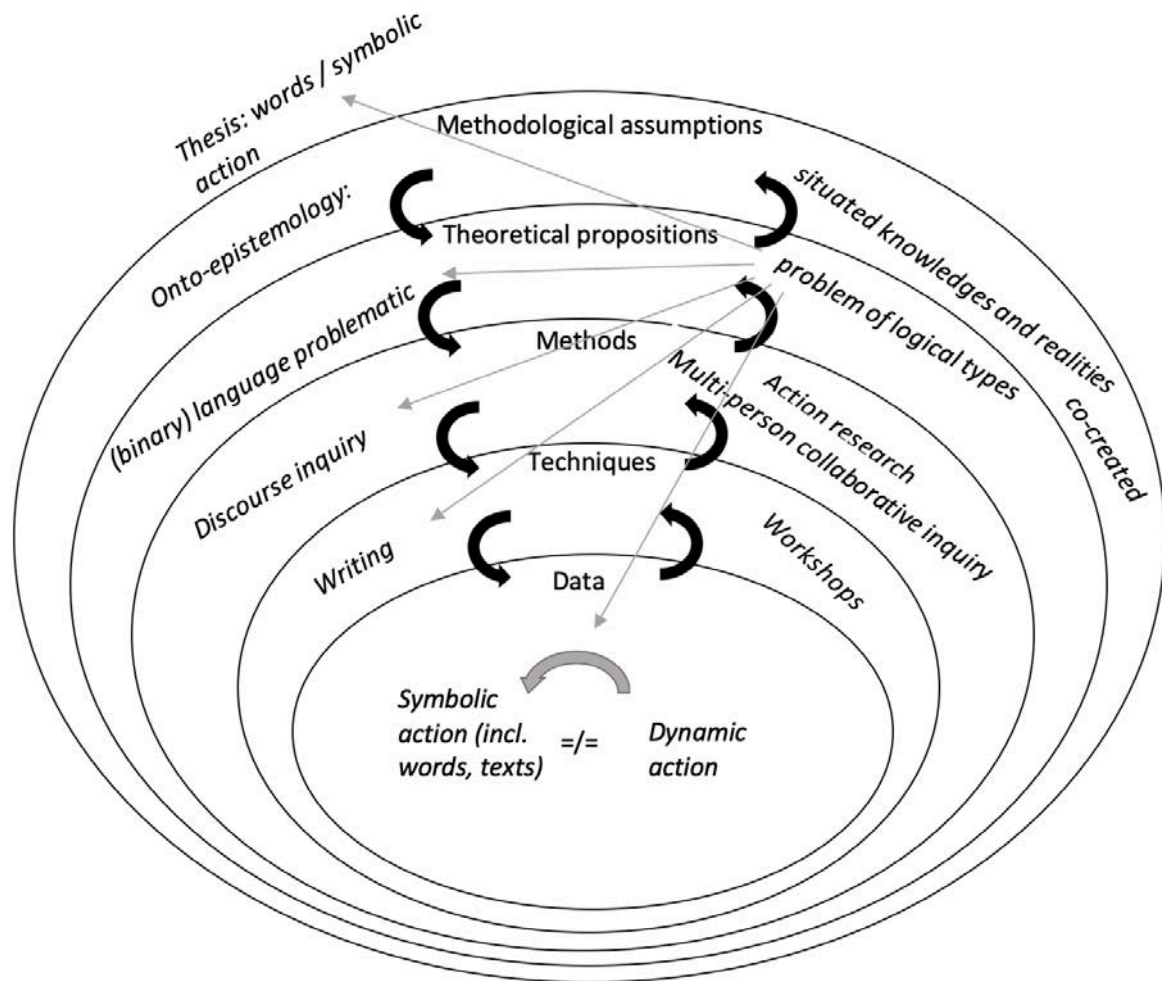 Thesis: words / symbolic
action
Methodological assumptions
Onto-epistemology:
situated knowledges and realities
co-created
Theoretical propositions
(binary) language problematic
problem of logical types
Methods
Discourse inquiry
Action research
Multi-person collaborative inquiry
Techniques
Writing
Workshops
Data
Symbolic
action (incl.
words, texts)
=/=
Dynamic
action